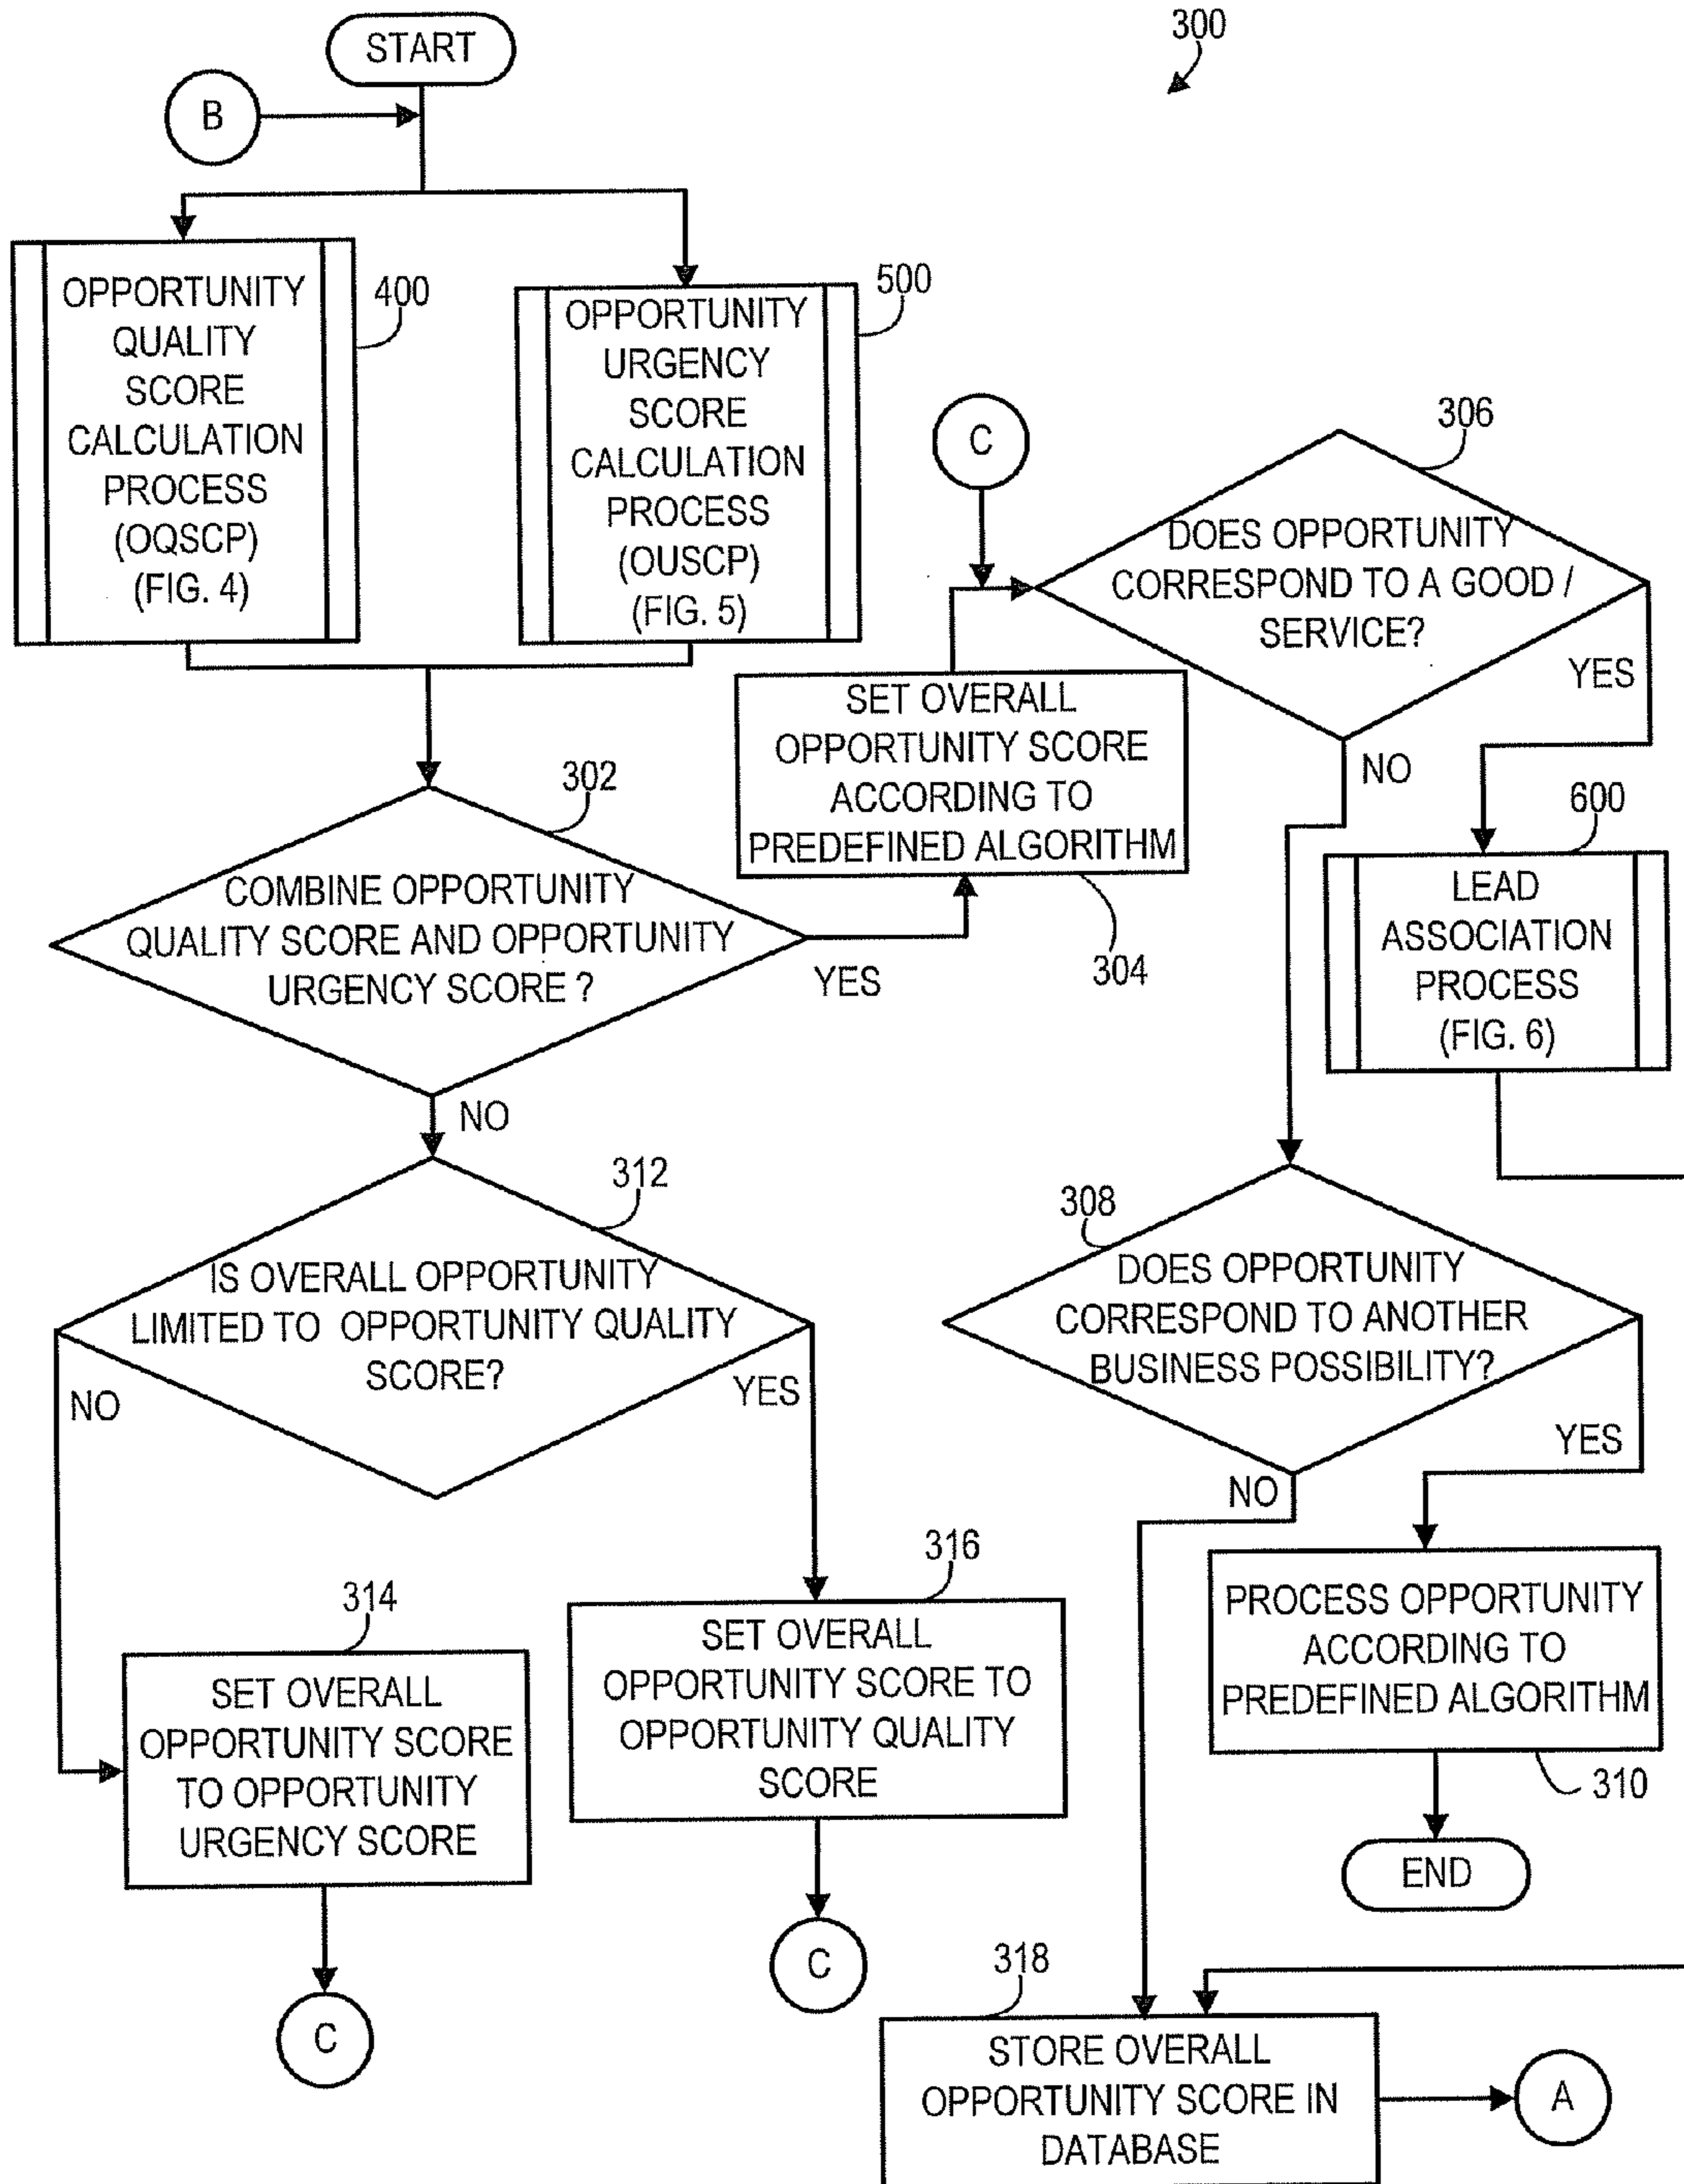 START
300
B
OPPORTUNITY
QUALITY
SCORE
CALCULATION
PROCESS
(OQSCP)
(FIG. 4)
400
OPPORTUNITY
URGENCY
SCORE
CALCULATION
PROCESS
(OUSCP)
(FIG. 5)
500
302
COMBINE OPPORTUNITY
QUALITY SCORE AND OPPORTUNITY
URGENCY SCORE ?
YES
NO
SET OVERALL
OPPORTUNITY SCORE
ACCORDING TO
PREDEFINED ALGORITHM
304
C
306
DOES OPPORTUNITY
CORRESPOND TO A GOOD /
SERVICE?
YES
NO
600
LEAD
ASSOCIATION
PROCESS
(FIG. 6)
312
IS OVERALL OPPORTUNITY
LIMITED TO OPPORTUNITY QUALITY
SCORE?
NO
YES
308
DOES OPPORTUNITY
CORRESPOND TO ANOTHER
BUSINESS POSSIBILITY?
YES
NO
314
SET OVERALL
OPPORTUNITY SCORE
TO OPPORTUNITY
URGENCY SCORE
C
316
SET OVERALL
OPPORTUNITY SCORE TO
OPPORTUNITY QUALITY
SCORE
C
PROCESS OPPORTUNITY
ACCORDING TO
PREDEFINED ALGORITHM
310
END
318
STORE OVERALL
OPPORTUNITY SCORE IN
DATABASE
A